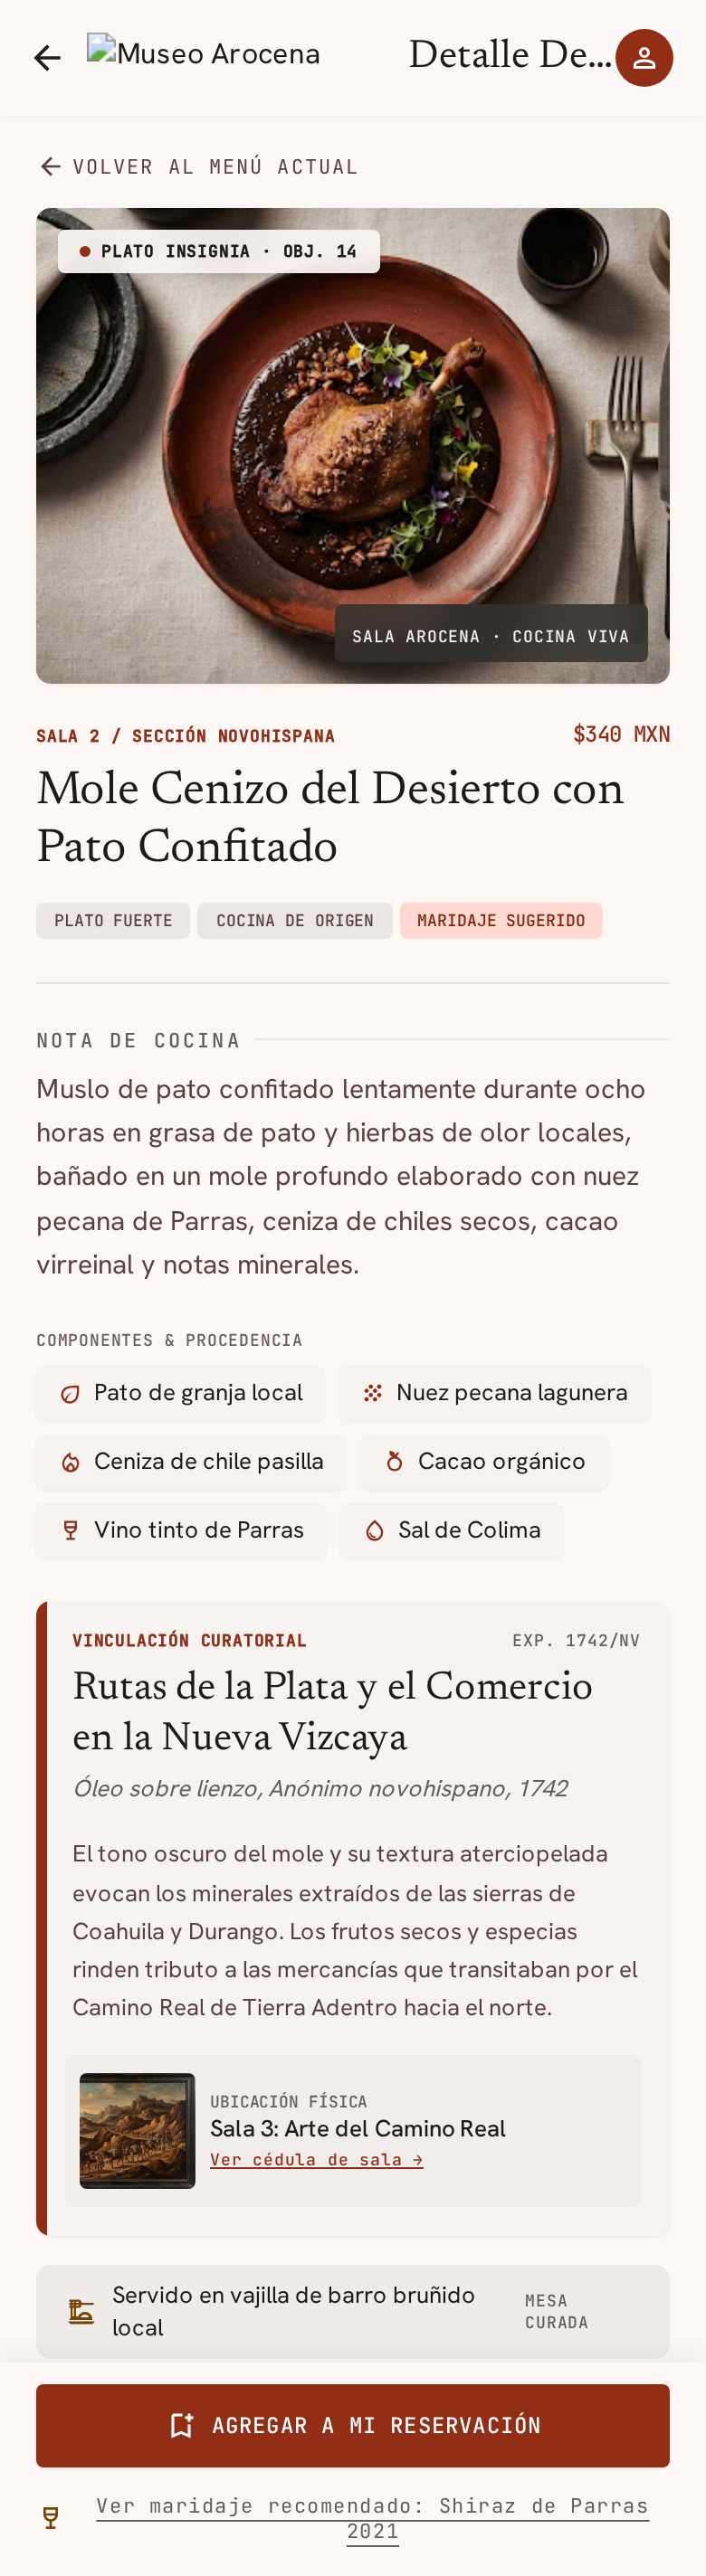 Museo Arocena
Detalle De...
VOLVER AL MENÚ ACTUAL
PLATO INSIGNIA · OBJ. 14
SALA AROCENA · COCINA VIVA
SALA 2 / SECCIÓN NOVOHISPANA
$340 MXN
Mole Cenizo del Desierto con
Pato Confitado
PLATO FUERTE
COCINA DE ORIGEN
MARIDAJE SUGERIDO
NOTA DE COCINA
Muslo de pato confitado lentamente durante ocho
horas en grasa de pato y hierbas de olor locales,
bañado en un mole profundo elaborado con nuez
pecana de Parras, ceniza de chiles secos, cacao
virreinal y notas minerales.
COMPONENTES & PROCEDENCIA
Pato de granja local
Nuez pecana lagunera
Ceniza de chile pasilla
Cacao orgánico
Vino tinto de Parras
Sal de Colima
VINCULACIÓN CURATORIAL
EXP. 1742/NV
Rutas de la Plata y el Comercio
en la Nueva Vizcaya
Óleo sobre lienzo, Anónimo novohispano, 1742
El tono oscuro del mole y su textura aterciopelada
evocan los minerales extraídos de las sierras de
Coahuila y Durango. Los frutos secos y especias
rinden tributo a las mercancías que transitaban por el
Camino Real de Tierra Adentro hacia el norte.
UBICACIÓN FÍSICA
Sala 3: Arte del Camino Real
Ver cédula de sala →
Servido en vajilla de barro bruñido
local
MESA
CURADA
AGREGAR A MI RESERVACIÓN
Ver maridaje recomendado: Shiraz de Parras
2021